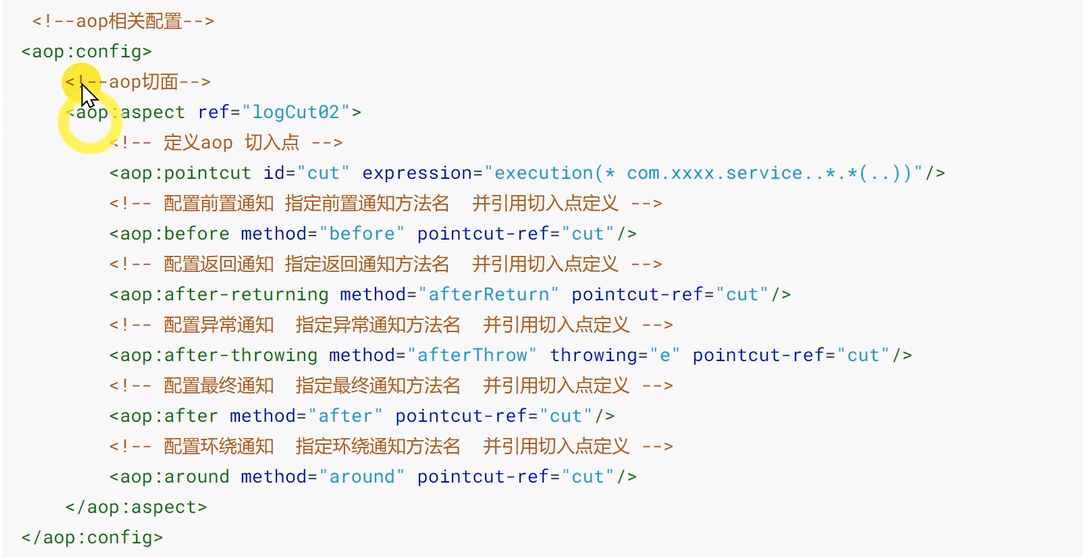 <!--aop相关配置-->
<aop:config>
<!--aop切面-->
<aop:aspect ref="logCut02">
<!-- 定义aop 切入点 -->
<aop:pointcut id="cut" expression="execution(* com.xxxx.service..*.*(..))"/>
<!-- 配置前置通知 指定前置通知方法名  并引用切入点定义 -->
<aop:before method="before" pointcut-ref="cut"/>
<!-- 配置返回通知 指定返回通知方法名  并引用切入点定义 -->
<aop:after-returning method="afterReturn" pointcut-ref="cut"/>
<!-- 配置异常通知  指定异常通知方法名  并引用切入点定义 -->
<aop:after-throwing method="afterThrow" throwing="e" pointcut-ref="cut"/>
<!-- 配置最终通知  指定最终通知方法名  并引用切入点定义 -->
<aop:after method="after" pointcut-ref="cut"/>
<!-- 配置环绕通知  指定环绕通知方法名  并引用切入点定义 -->
<aop:around method="around" pointcut-ref="cut"/>
</aop:aspect>
</aop:config>